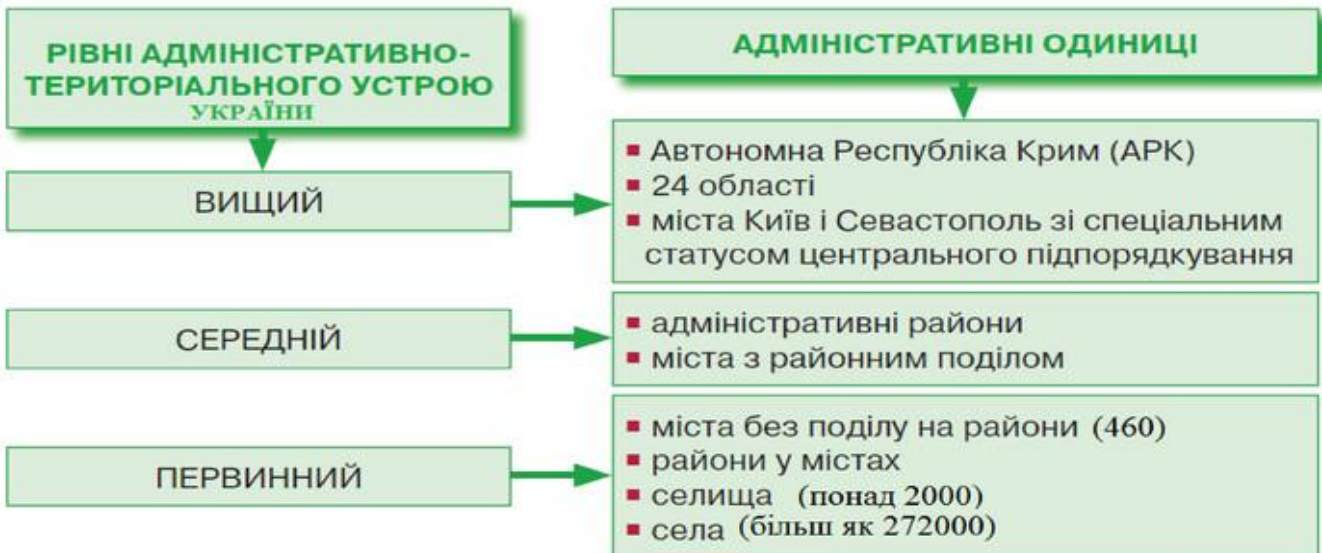 РІВНІ АДМІНІСТРАТИВНО-
ТЕРИТОРІАЛЬНОГО УСТРОЮ
УКРАЇНИ
АДМІНІСТРАТИВНІ ОДИНИЦІ
ВИЩИЙ
▪ Автономна Республіка Крим (АРК)
▪ 24 області
▪ міста Київ і Севастополь зі спеціальним
статусом центрального підпорядкування
СЕРЕДНІЙ
▪ адміністративні райони
▪ міста з районним поділом
ПЕРВИННИЙ
▪ міста без поділу на райони (460)
▪ райони у містах
▪ селища (понад 2000)
▪ села (більш як 272000)